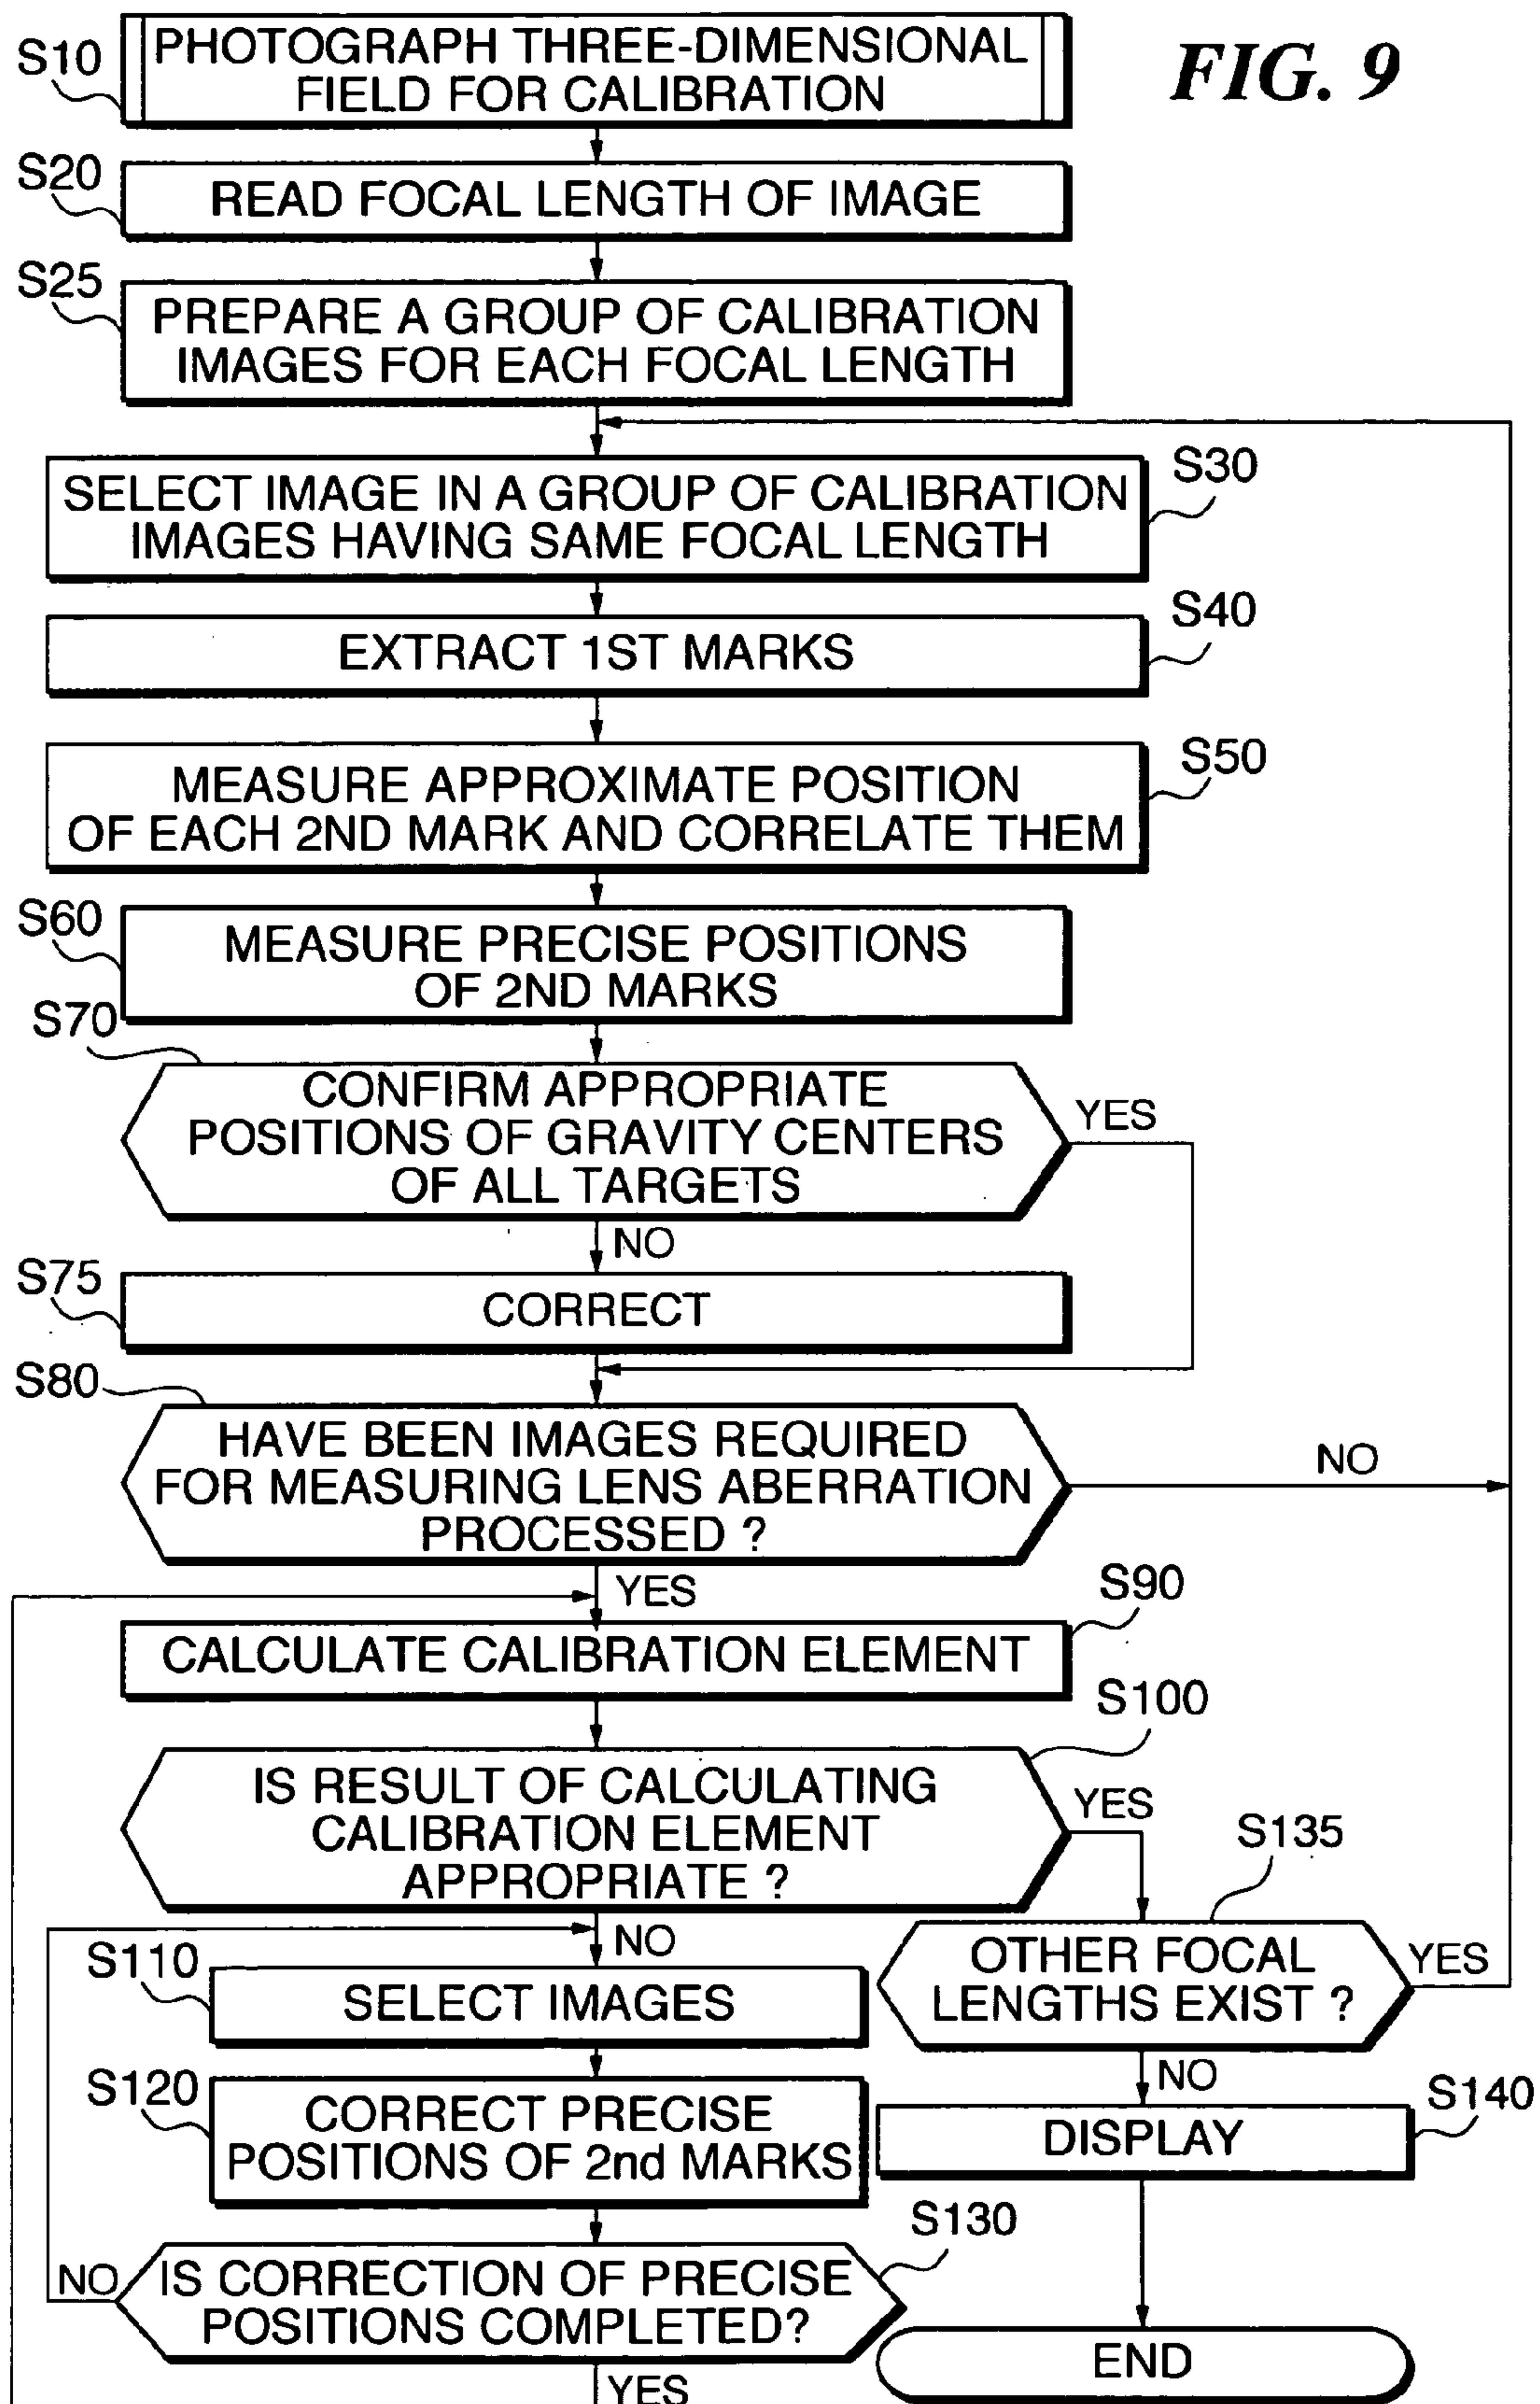 FIG. 9
S10
PHOTOGRAPH THREE-DIMENSIONAL
FIELD FOR CALIBRATION
S20
READ FOCAL LENGTH OF IMAGE
S25
PREPARE A GROUP OF CALIBRATION
IMAGES FOR EACH FOCAL LENGTH
S30
SELECT IMAGE IN A GROUP OF CALIBRATION
IMAGES HAVING SAME FOCAL LENGTH
S40
EXTRACT 1ST MARKS
S50
MEASURE APPROXIMATE POSITION
OF EACH 2ND MARK AND CORRELATE THEM
S60
MEASURE PRECISE POSITIONS
OF 2ND MARKS
S70
CONFIRM APPROPRIATE
POSITIONS OF GRAVITY CENTERS
OF ALL TARGETS
YES
NO
S75
CORRECT
S80
HAVE BEEN IMAGES REQUIRED
FOR MEASURING LENS ABERRATION
PROCESSED ?
NO
YES
S90
CALCULATE CALIBRATION ELEMENT
S100
IS RESULT OF CALCULATING
CALIBRATION ELEMENT
APPROPRIATE ?
YES
NO
S135
OTHER FOCAL
LENGTHS EXIST ?
YES
NO
S110
SELECT IMAGES
S120
CORRECT PRECISE
POSITIONS OF 2nd MARKS
S140
DISPLAY
S130
IS CORRECTION OF PRECISE
POSITIONS COMPLETED?
NO
YES
END